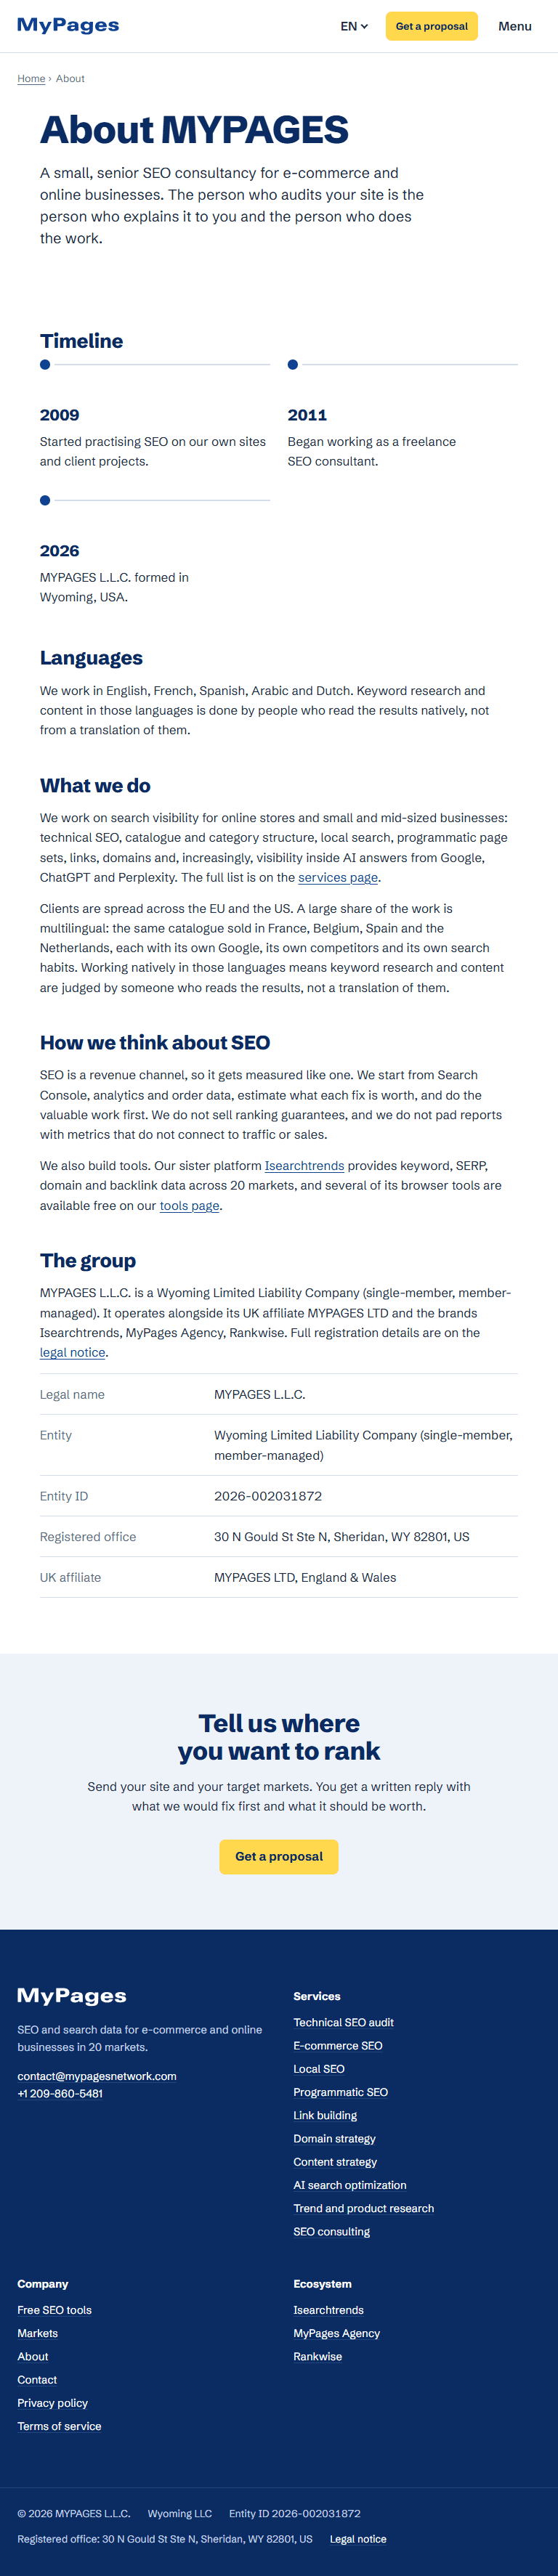 MyPages
EN
Get a proposal
Menu
Home › About
About MYPAGES
A small, senior SEO consultancy for e-commerce and
online businesses. The person who audits your site is the
person who explains it to you and the person who does
the work.
Timeline
2009
Started practising SEO on our own sites
and client projects.
2011
Began working as a freelance
SEO consultant.
2026
MYPAGES L.L.C. formed in
Wyoming, USA.
Languages
We work in English, French, Spanish, Arabic and Dutch. Keyword research and
content in those languages is done by people who read the results natively, not
from a translation of them.
What we do
We work on search visibility for online stores and small and mid-sized businesses:
technical SEO, catalogue and category structure, local search, programmatic page
sets, links, domains and, increasingly, visibility inside AI answers from Google,
ChatGPT and Perplexity. The full list is on the services page.
Clients are spread across the EU and the US. A large share of the work is
multilingual: the same catalogue sold in France, Belgium, Spain and the
Netherlands, each with its own Google, its own competitors and its own search
habits. Working natively in those languages means keyword research and content
are judged by someone who reads the results, not a translation of them.
How we think about SEO
SEO is a revenue channel, so it gets measured like one. We start from Search
Console, analytics and order data, estimate what each fix is worth, and do the
valuable work first. We do not sell ranking guarantees, and we do not pad reports
with metrics that do not connect to traffic or sales.
We also build tools. Our sister platform Isearchtrends provides keyword, SERP,
domain and backlink data across 20 markets, and several of its browser tools are
available free on our tools page.
The group
MYPAGES L.L.C. is a Wyoming Limited Liability Company (single-member, member-
managed). It operates alongside its UK affiliate MYPAGES LTD and the brands
Isearchtrends, MyPages Agency, Rankwise. Full registration details are on the
legal notice.
Legal name
MYPAGES L.L.C.
Entity
Wyoming Limited Liability Company (single-member,
member-managed)
Entity ID
2026-002031872
Registered office
30 N Gould St Ste N, Sheridan, WY 82801, US
UK affiliate
MYPAGES LTD, England & Wales
Tell us where
you want to rank
Send your site and your target markets. You get a written reply with
what we would fix first and what it should be worth.
Get a proposal
MyPages
SEO and search data for e-commerce and online
businesses in 20 markets.
contact@mypagesnetwork.com
+1 209-860-5481
Services
Technical SEO audit
E-commerce SEO
Local SEO
Programmatic SEO
Link building
Domain strategy
Content strategy
AI search optimization
Trend and product research
SEO consulting
Company
Free SEO tools
Markets
About
Contact
Privacy policy
Terms of service
Ecosystem
Isearchtrends
MyPages Agency
Rankwise
© 2026 MYPAGES L.L.C. Wyoming LLC Entity ID 2026-002031872
Registered office: 30 N Gould St Ste N, Sheridan, WY 82801, US Legal notice